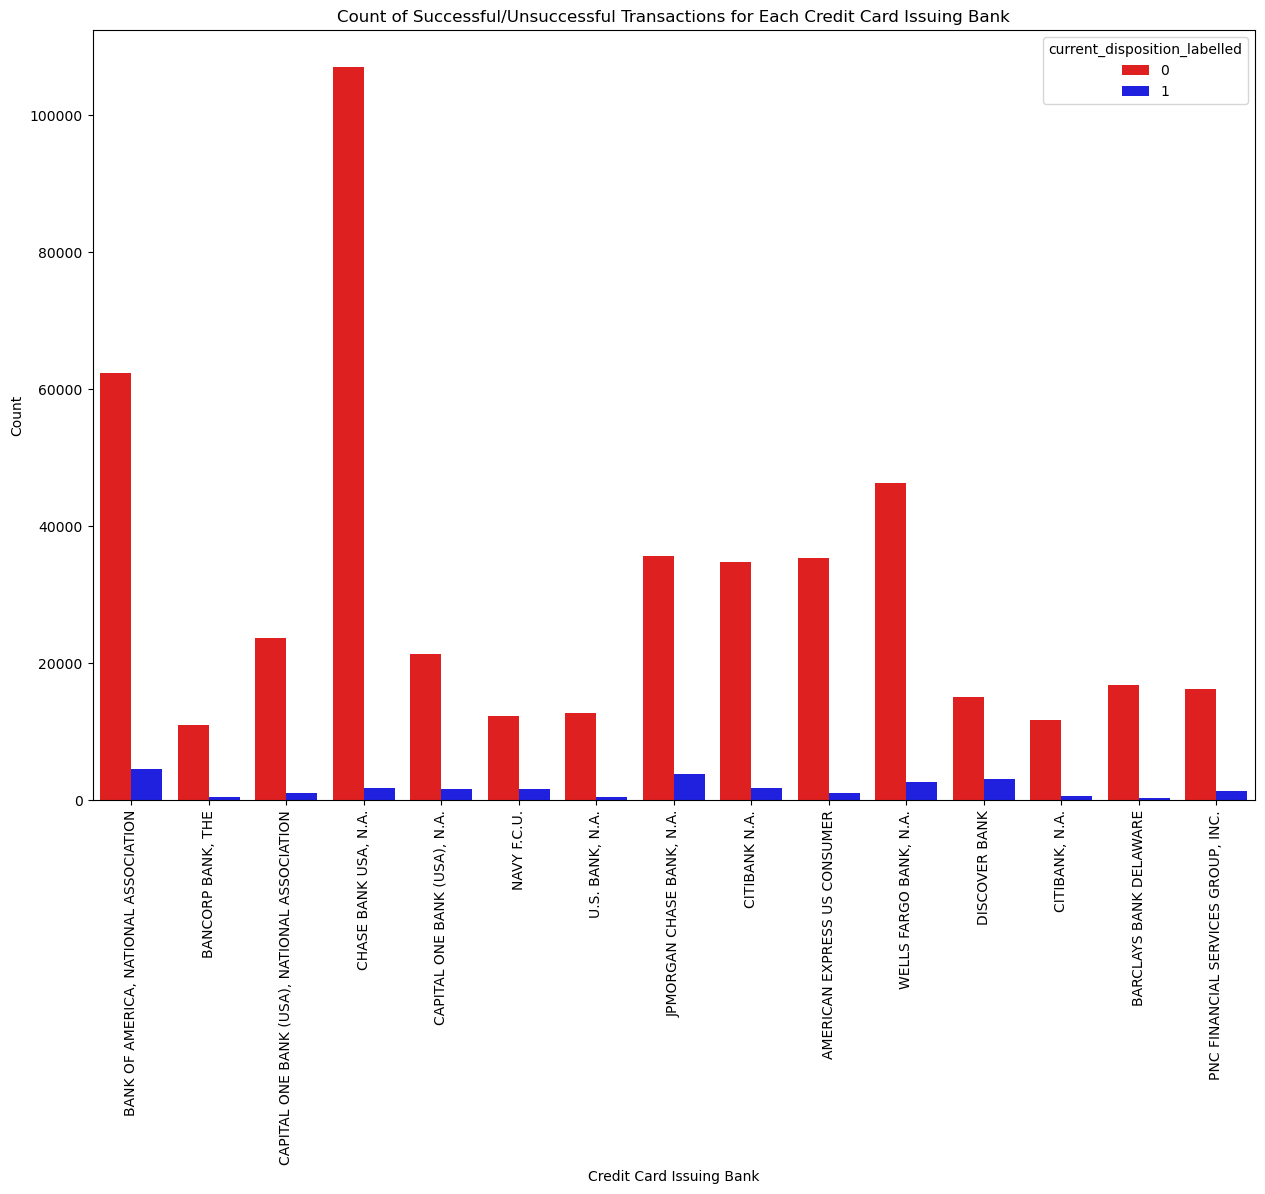 Count of Successful/Unsuccessful Transactions for Each Credit Card Issuing Bank
current_disposition_labelled
0
1
100000
80000
60000
40000
20000
0
Count
BANK OF AMERICA, NATIONAL ASSOCIATION
BANCORP BANK, THE
CAPITAL ONE BANK (USA), NATIONAL ASSOCIATION
CHASE BANK USA, N.A.
CAPITAL ONE BANK (USA), N.A.
NAVY F.C.U.
U.S. BANK, N.A.
JPMORGAN CHASE BANK, N.A.
CITIBANK N.A.
AMERICAN EXPRESS US CONSUMER
WELLS FARGO BANK, N.A.
DISCOVER BANK
CITIBANK, N.A.
BARCLAYS BANK DELAWARE
PNC FINANCIAL SERVICES GROUP, INC.
Credit Card Issuing Bank